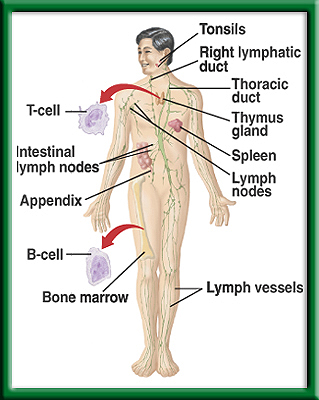 Tonsils
Right lymphatic
duct
Thoracic
duct
T-cell
Thymus
gland
Intestinal
lymph nodes
Spleen
Lymph
nodes
Appendix
B-cell
Bone marrow
Lymph vessels